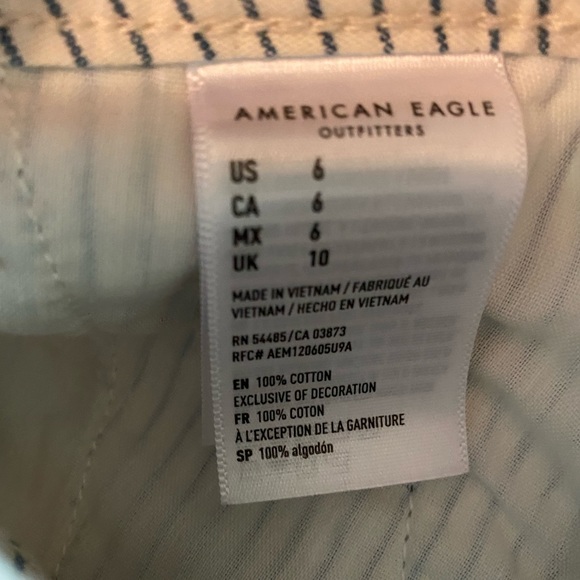 AMERICAN EAGLE
OUTFITTERS
US 6
CA 6
MX 6
UK 10
MADE IN VIETNAM / FABRIQUÉ AU
VIETNAM / HECHO EN VIETNAM
RN 54485/CA 03873
RFC# AEM120605U9A
EN 100% COTTON
EXCLUSIVE OF DECORATION
FR 100% COTON
À L'EXCEPTION DE LA GARNITURE
SP 100% algodón